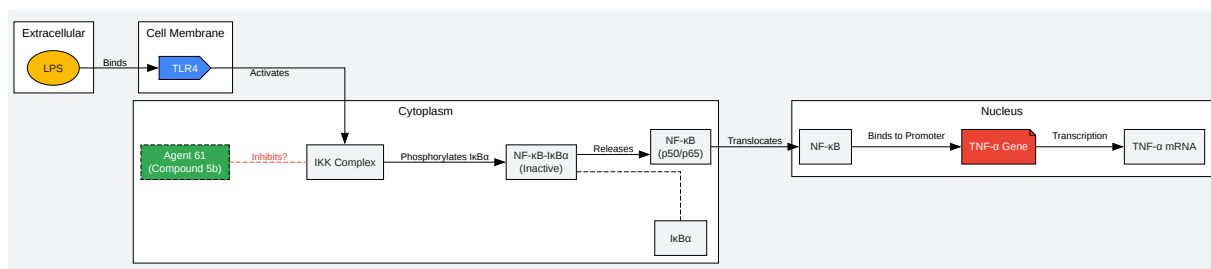 Extracellular
LPS
Binds
Cell Membrane
TLR4
Activates
Cytoplasm
Agent 61
(Compound 5b)
Inhibits?
IKK Complex
Phosphorylates IκBα
NF-κB-IκBα
(Inactive)
Releases
NF-κB
(p50/p65)
IκBα
Translocates
Nucleus
NF-κB
Binds to Promoter
TNF-α Gene
Transcription
TNF-α mRNA